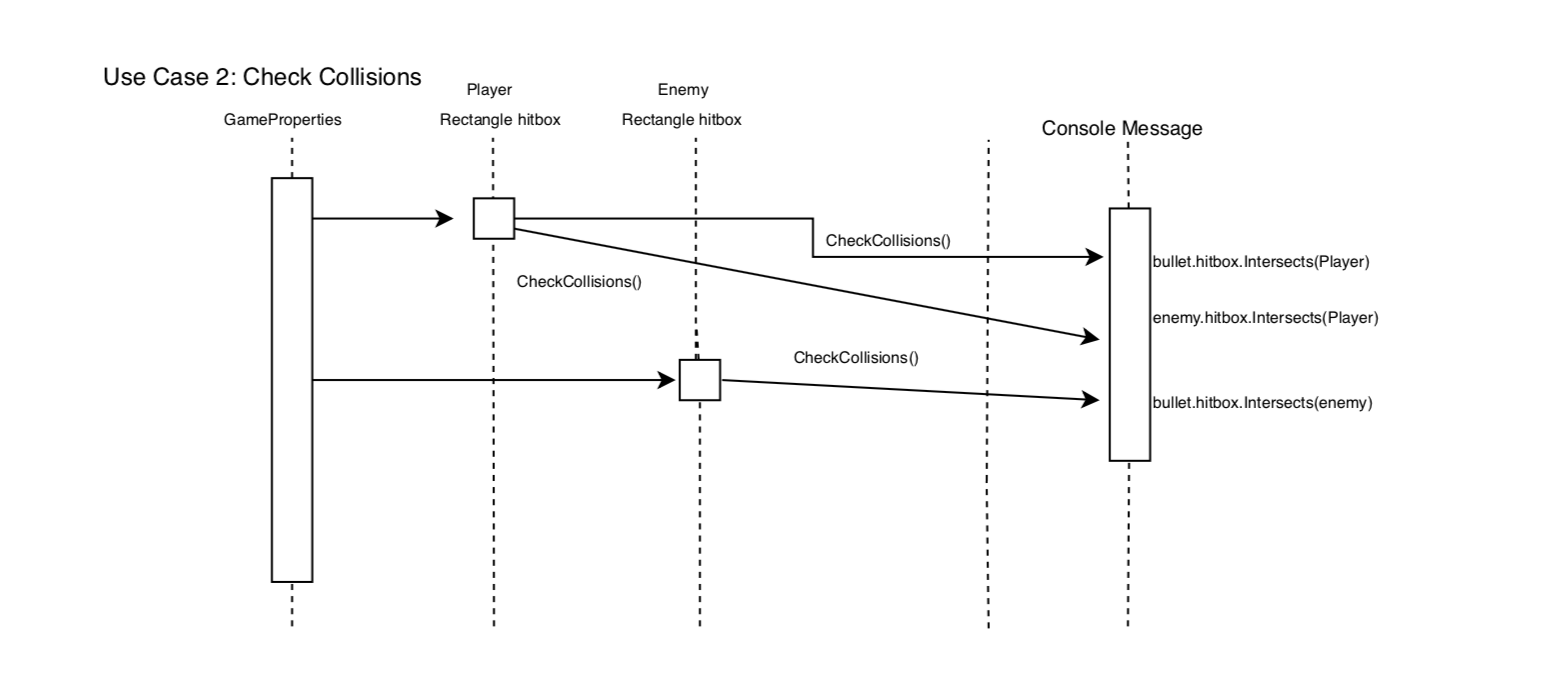 Use Case 2: Check Collisions
Player
Enemy
GameProperties
Rectangle hitbox
Rectangle hitbox
Console Message
CheckCollisions()
bullet.hitbox.Intersects(Player)
CheckCollisions()
enemy.hitbox.Intersects(Player)
CheckCollisions()
bullet.hitbox.Intersects(enemy)